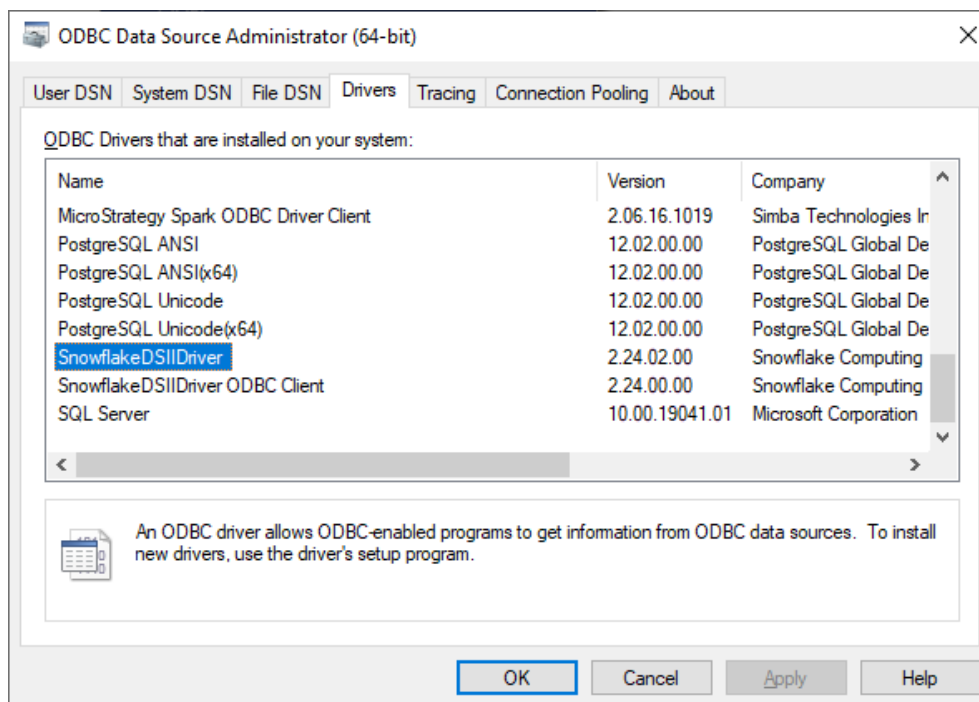 ODBC Data Source Administrator (64-bit)
User DSN System DSN File DSN Drivers Tracing Connection Pooling About
ODBC Drivers that are installed on your system:
Name Version Company
MicroStrategy Spark ODBC Driver Client 2.06.16.1019 Simba Technologies In
PostgreSQL ANSI 12.02.00.00 PostgreSQL Global De
PostgreSQL ANSI(x64) 12.02.00.00 PostgreSQL Global De
PostgreSQL Unicode 12.02.00.00 PostgreSQL Global De
PostgreSQL Unicode(x64) 12.02.00.00 PostgreSQL Global De
SnowflakeDSIIDriver 2.24.02.00 Snowflake Computing
SnowflakeDSIIDriver ODBC Client 2.24.00.00 Snowflake Computing
SQL Server 10.00.19041.01 Microsoft Corporation
An ODBC driver allows ODBC-enabled programs to get information from ODBC data sources. To install
new drivers, use the driver's setup program.
OK Cancel Apply Help